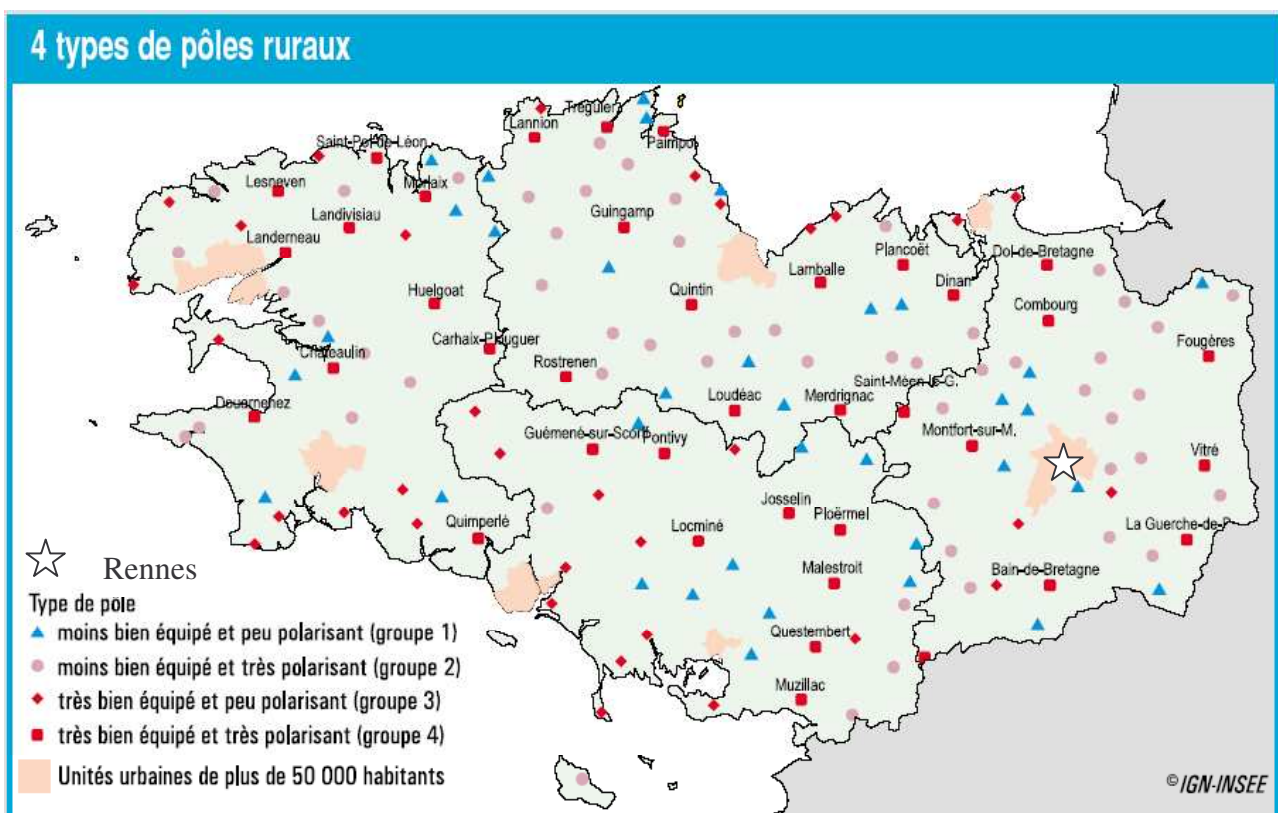 4 types de pôles ruraux
Tréguier
Lannion
Paimpol
Saint-Pol-de-Léon
Lesneven
Morlaix
Landivisiau
Guingamp
Landerneau
Plancoët
Dol-de-Bretagne
Lamballe
Dinan
Huelgoat
Quintin
Combourg
Carhaix-Plouguer
Fougères
Châteaulin
Rostrenen
Saint-Méen-le-G.
Loudéac
Merdrignac
Douarnenez
Guémené-sur-Scorff
Pontivy
Montfort-sur-M.
Vitré
Josselin
Ploërmel
Quimperlé
Locminé
La Guerche-de-B.
Malestroit
Bain-de-Bretagne
Questembert
Muzillac
Rennes
Type de pôle
moins bien équipé et peu polarisant (groupe 1)
moins bien équipé et très polarisant (groupe 2)
très bien équipé et peu polarisant (groupe 3)
très bien équipé et très polarisant (groupe 4)
Unités urbaines de plus de 50 000 habitants
©IGN-INSEE